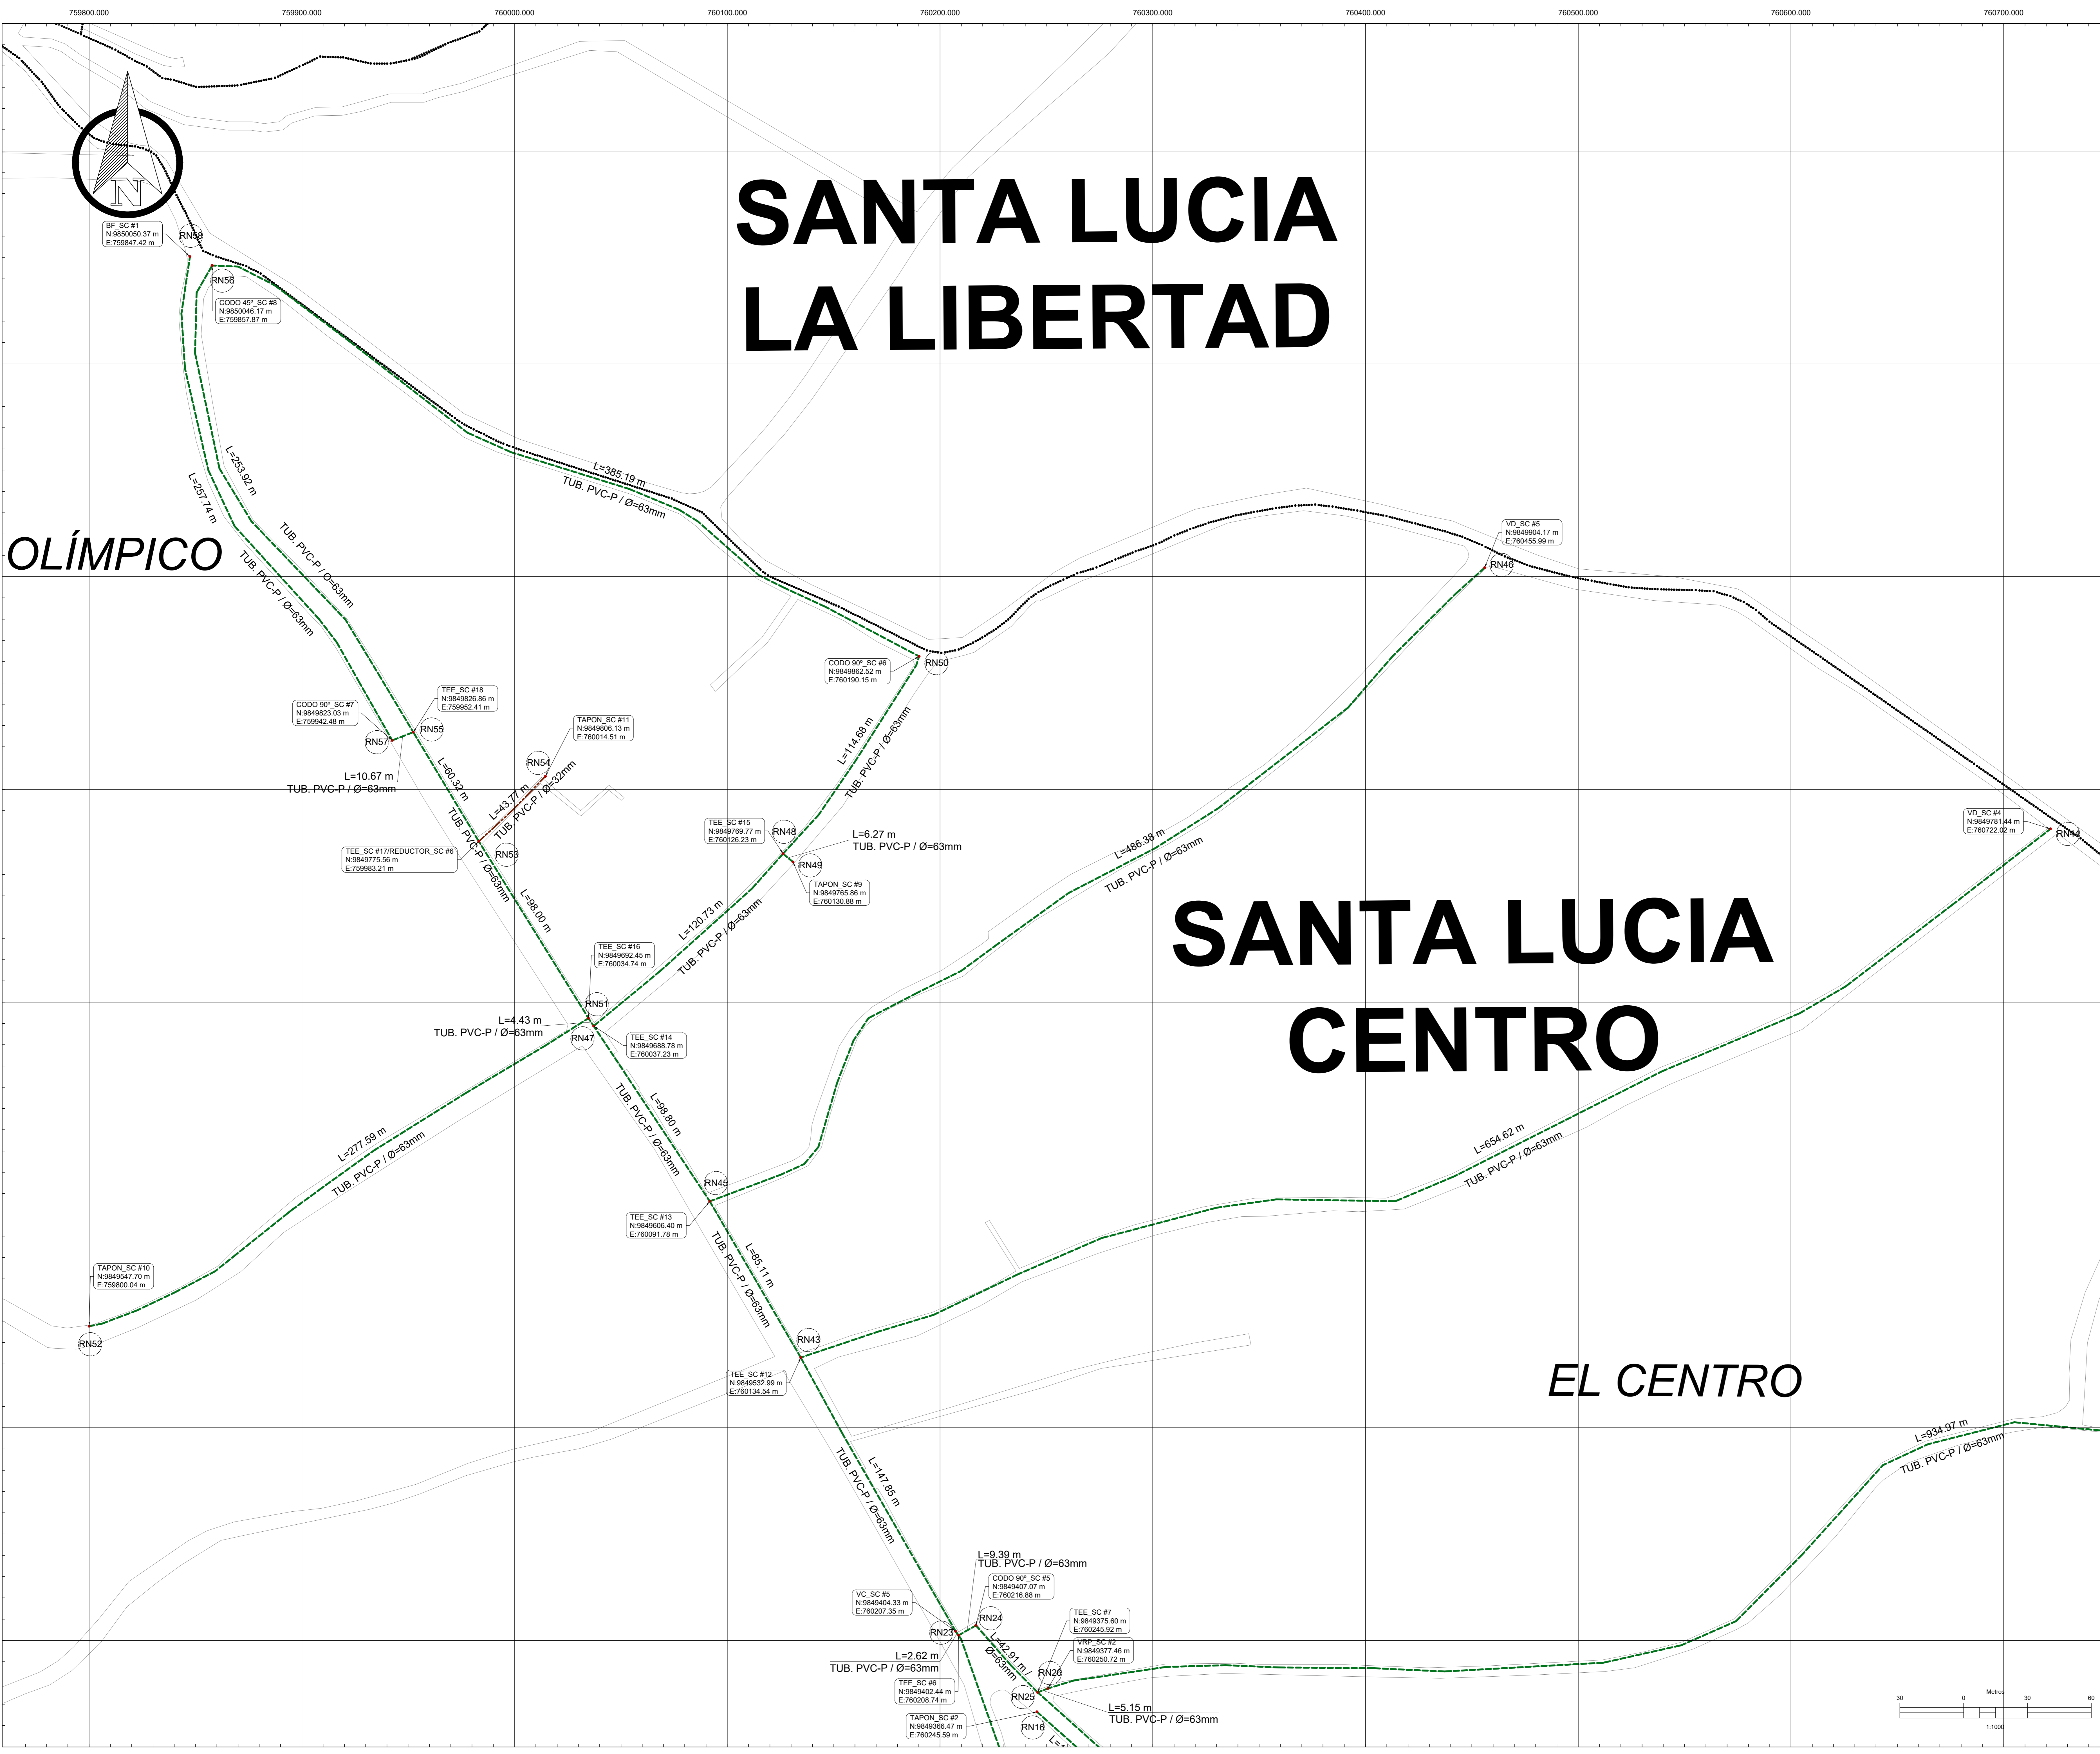 759800.000
759900.000
760000.000
760100.000
760200.000
760300.000
760400.000
760500.000
760600.000
760700.000
N
SANTA LUCIA
LA LIBERTAD
BF_SC #1
N:9850050.37 m
E:759847.42 m
RN58
RN56
CODO 45º_SC #8
N:9850046.17 m
E:759857.87 m
L=385.19 m
TUB. PVC-P / Ø=63mm
L=253.92 m
TUB. PVC-P / Ø=63mm
L=257.74 m
TUB. PVC-P / Ø=63mm
OLÍMPICO
VD_SC #5
N:9849904.17 m
E:760455.99 m
RN46
CODO 90º_SC #6
N:9849862.52 m
E:760190.15 m
RN50
TEE_SC #18
N:9849826.86 m
E:759952.41 m
CODO 90º_SC #7
N:9849823.03 m
E:759942.48 m
RN57
RN55
TAPON_SC #11
N:9849806.13 m
E:760014.51 m
RN54
L=10.67 m
TUB. PVC-P / Ø=63mm
L=60.32 m
TUB. PVC-P / Ø=63mm
L=43.77 m
TUB. PVC-P / Ø=32mm
L=114.68 m
TUB. PVC-P / Ø=63mm
TEE_SC #15
N:9849769.77 m
E:760126.23 m
RN48
L=6.27 m
TUB. PVC-P / Ø=63mm
RN49
TAPON_SC #9
N:9849765.86 m
E:760130.88 m
TEE_SC #17/REDUCTOR_SC #6
N:9849775.56 m
E:759983.21 m
RN53
L=486.38 m
TUB. PVC-P / Ø=63mm
VD_SC #4
N:9849781.44 m
E:760722.02 m
RN44
SANTA LUCIA
CENTRO
L=98.00 m
L=120.73 m
TUB. PVC-P / Ø=63mm
TEE_SC #16
N:9849692.45 m
E:760034.74 m
RN51
L=4.43 m
TUB. PVC-P / Ø=63mm
RN47
TEE_SC #14
N:9849688.78 m
E:760037.23 m
L=98.80 m
TUB. PVC-P / Ø=63mm
L=277.59 m
TUB. PVC-P / Ø=63mm
L=654.62 m
TUB. PVC-P / Ø=63mm
RN45
TEE_SC #13
N:9849606.40 m
E:760091.78 m
L=85.11 m
TUB. PVC-P / Ø=63mm
TAPON_SC #10
N:9849547.70 m
E:759800.04 m
RN52
RN43
TEE_SC #12
N:9849532.99 m
E:760134.54 m
EL CENTRO
L=934.97 m
TUB. PVC-P / Ø=63mm
L=147.85 m
TUB. PVC-P / Ø=63mm
L=9.39 m
TUB. PVC-P / Ø=63mm
CODO 90º_SC #5
N:9849407.07 m
E:760216.88 m
VC_SC #5
N:9849404.33 m
E:760207.35 m
RN24
RN23
TEE_SC #7
N:9849375.60 m
E:760245.92 m
VRP_SC #2
N:9849377.46 m
E:760250.72 m
L=42.91 m /
Ø=63mm
L=2.62 m
TUB. PVC-P / Ø=63mm
RN26
TEE_SC #6
N:9849402.44 m
E:760208.74 m
RN25
L=5.15 m
TUB. PVC-P / Ø=63mm
TAPON_SC #2
N:9849366.47 m
E:760245.59 m
RN16
Metros
30 0 30 60
1:1000